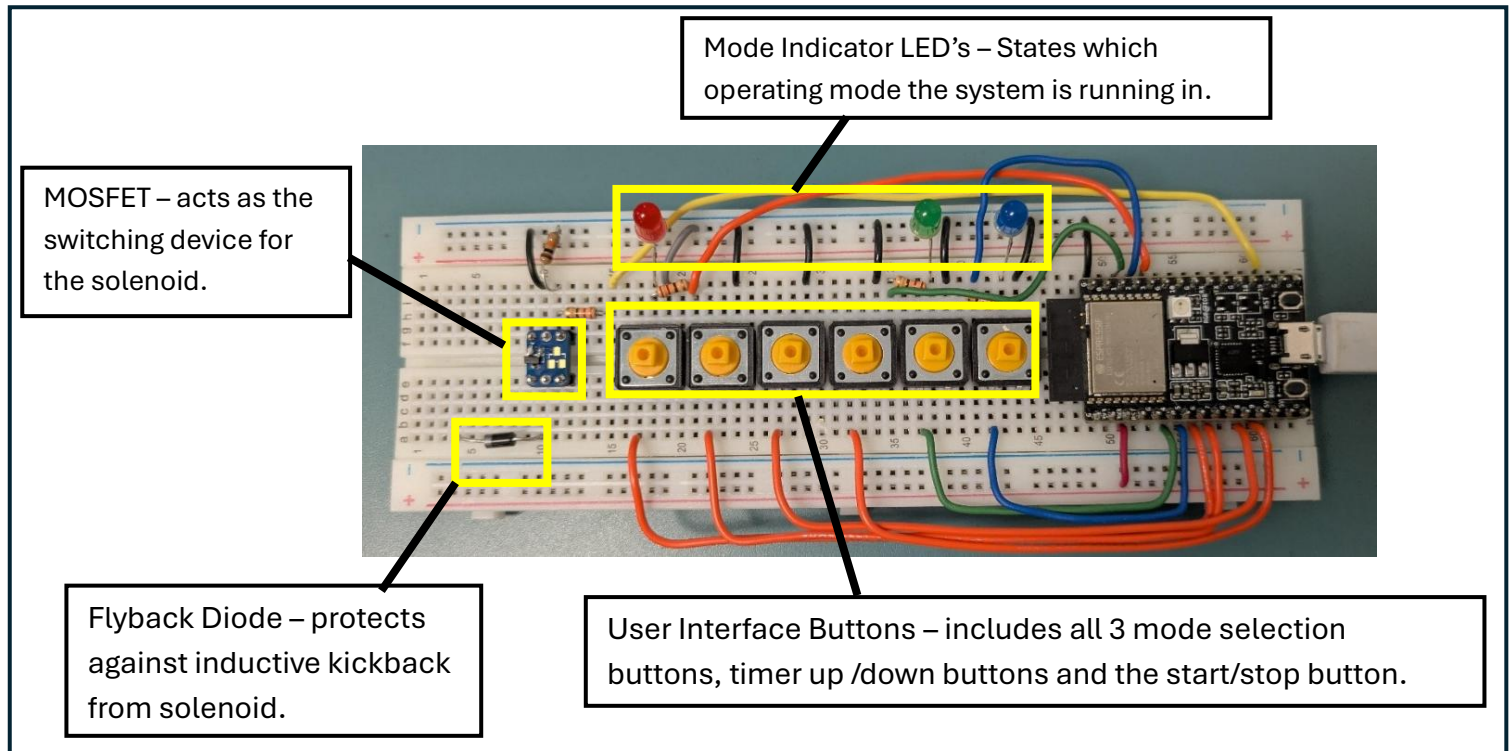 Mode Indicator LED’s – States which
operating mode the system is running in.
MOSFET – acts as the
switching device for
the solenoid.
Flyback Diode – protects
against inductive kickback
from solenoid.
User Interface Buttons – includes all 3 mode selection
buttons, timer up /down buttons and the start/stop button.